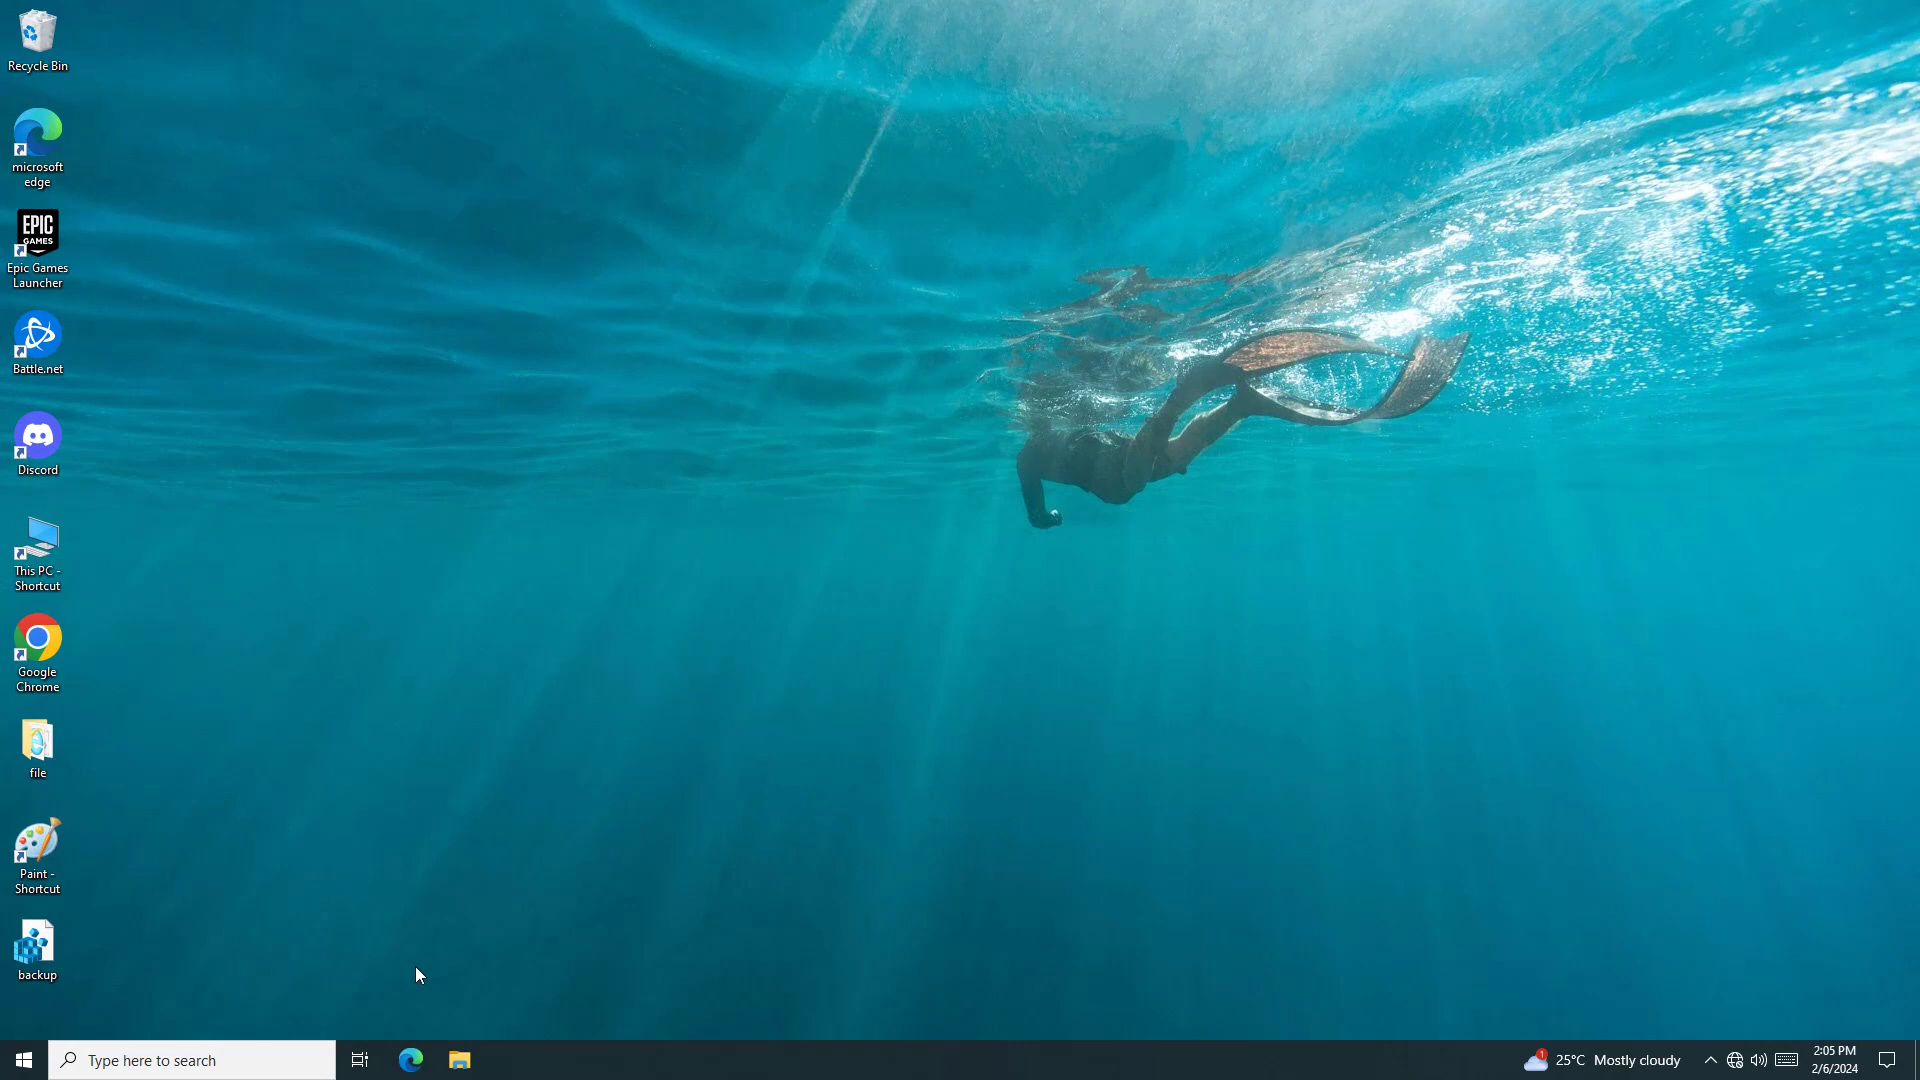 Recycle Bin
microsoft
edge
EPIC
GAMES
Epic Games
Launcher
Battle.net
Discord
This PC -
Shortcut
Google
Chrome
file
Paint -
Shortcut
backup
Type here to search
1
25°C Mostly cloudy
2:05 PM
2/6/2024